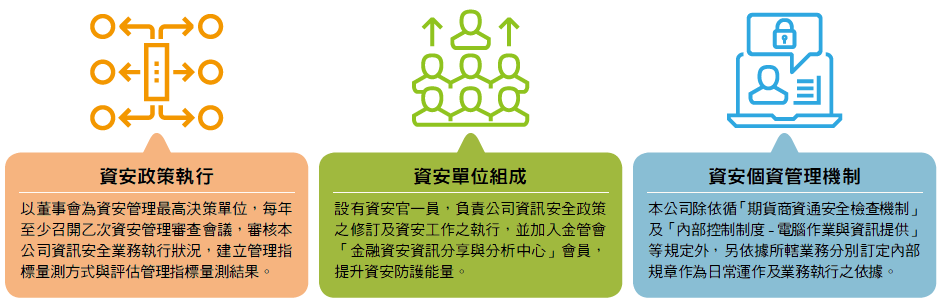 資安政策執行
以董事會為資安管理最高決策單位，每年
至少召開乙次資安管理審查會議，審核本
公司資訊安全業務執行狀況，建立管理指
標量測方式與評估管理指標量測結果。
資安單位組成
設有資安官一員，負責公司資訊安全政策
之修訂及資安工作之執行，並加入金管會
「金融資安資訊分享與分析中心」會員，
提升資安防護能量。
資安個資管理機制
本公司除依循「期貨商資通安全檢查機制」
及「內部控制制度 – 電腦作業與資訊提供」
等規定外，另依據所轄業務分別訂定內部
規章作為日常運作及業務執行之依據。